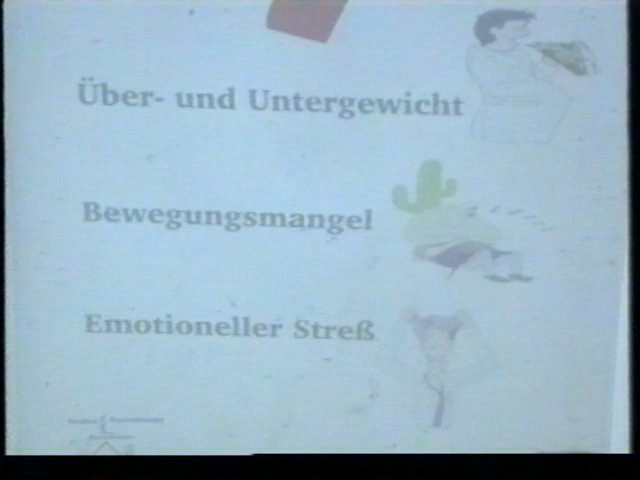 Über- und Untergewicht
Bewegungsmangel
Emotioneller Streß